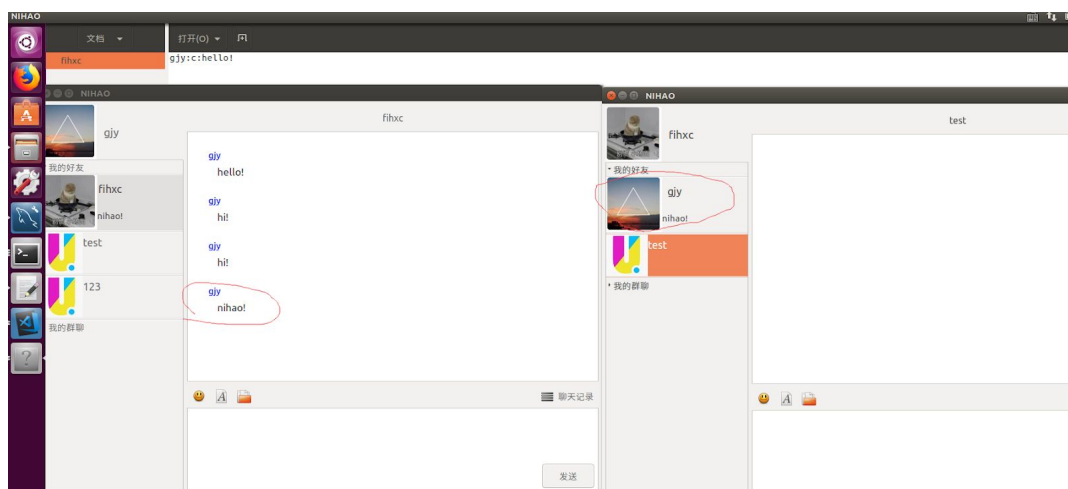 NIHAO
文档
打开(O)
fihxc
gjy:c:hello!
NIHAO
gjy
我的好友
fihxc
nihao!
test
123
我的群聊
fihxc
gjy
hello!
gjy
hi!
gjy
hi!
gjy
nihao!
聊天记录
发送
NIHAO
fihxc
我的好友
gjy
nihao!
test
我的群聊
test